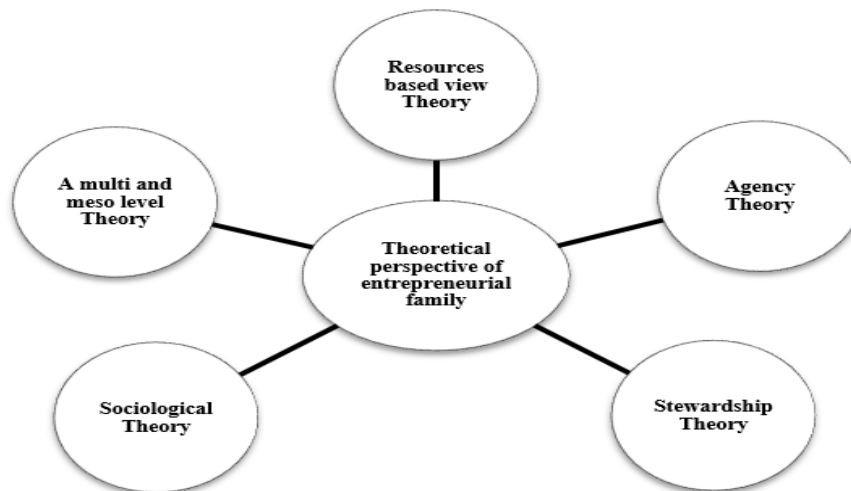 Resources
based view
Theory
A multi and
meso level
Theory
Agency
Theory
Theoretical
perspective of
entrepreneurial
family
Sociological
Theory
Stewardship
Theory